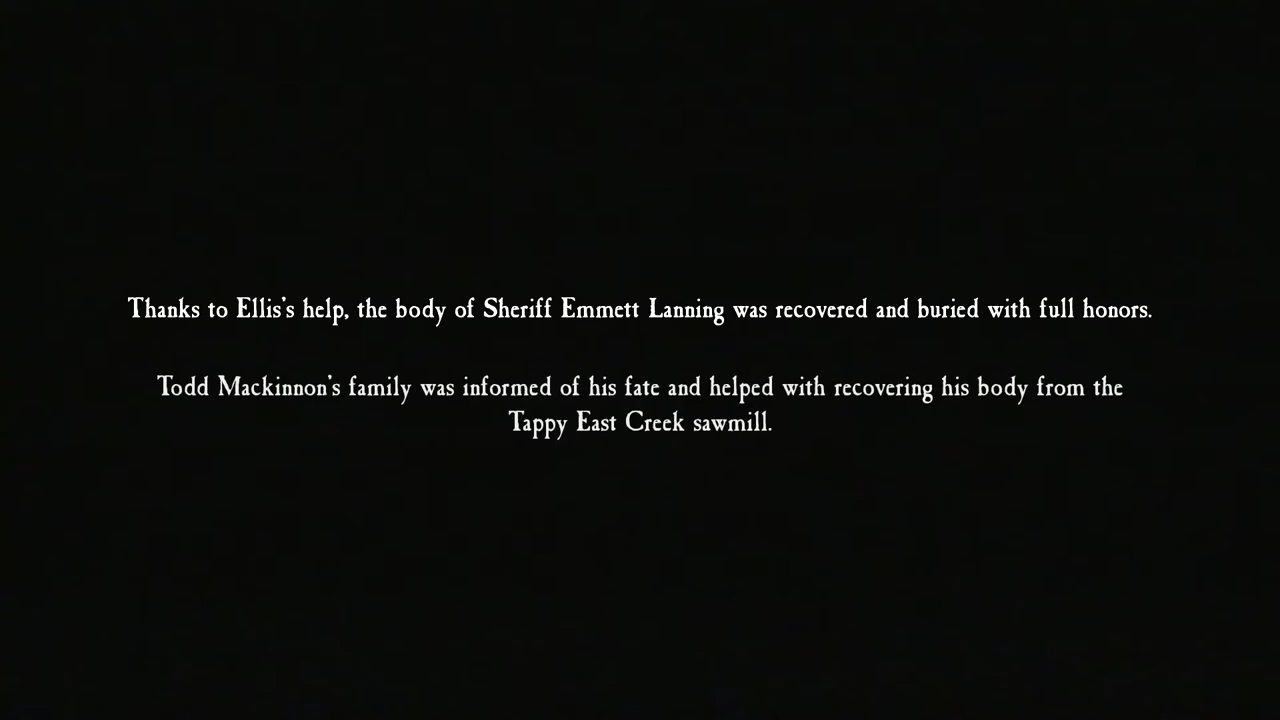 Thanks to Ellis's help, the body of Sheriff Emmett Lanning was recovered and buried with full honors.
Todd Mackinnon's family was informed of his fate and helped with recovering his body from the
Tappy East Creek sawmill.